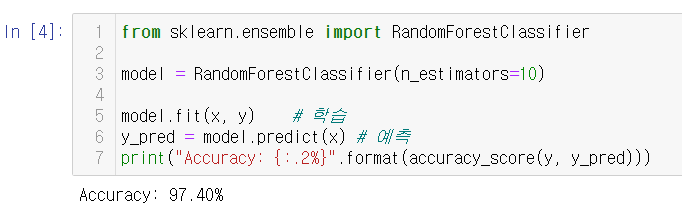 In [4]:
1 from sklearn.ensemble import RandomForestClassifier
2
3 model = RandomForestClassifier(n_estimators=10)
4
5 model.fit(x, y)    # 학습
6 y_pred = model.predict(x) # 예측
7 print("Accuracy: {:.2%}".format(accuracy_score(y, y_pred)))
Accuracy: 97.40%